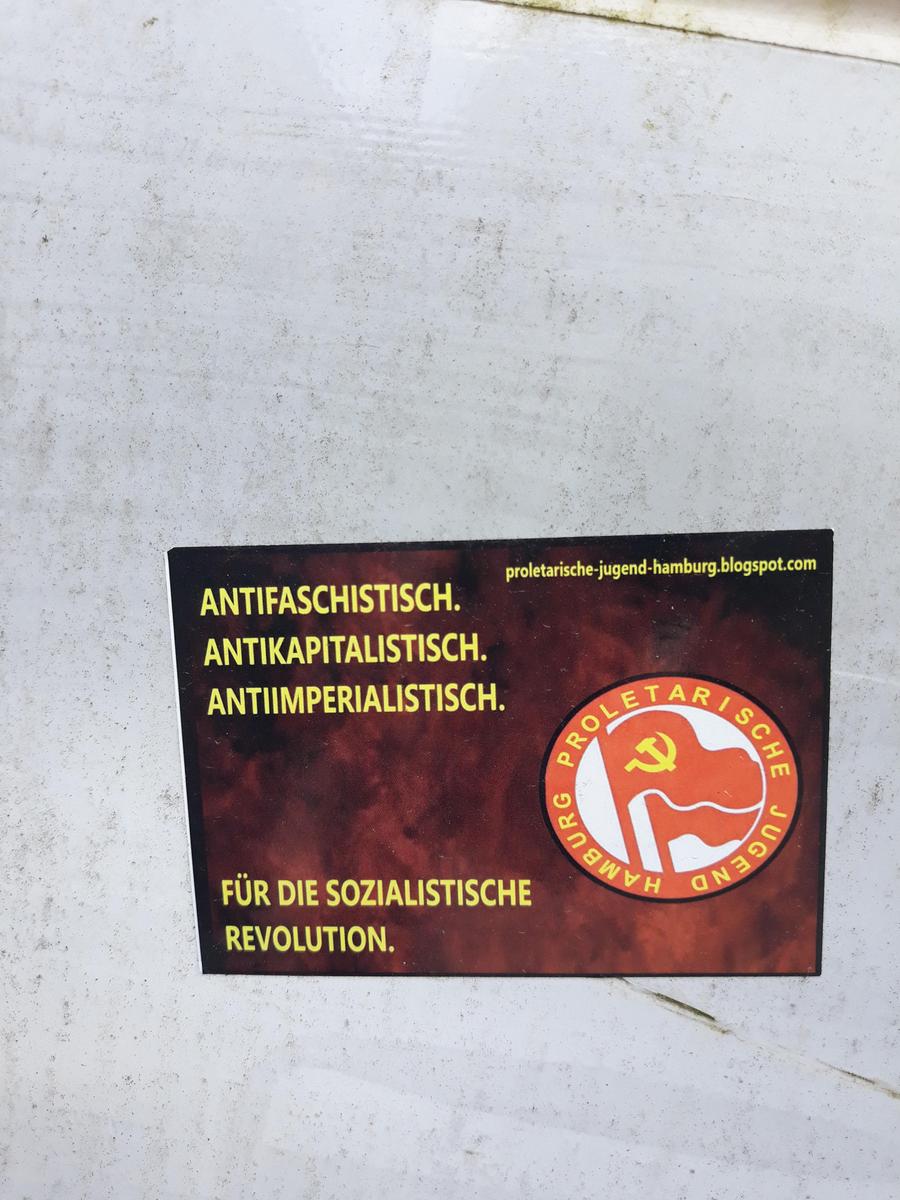 proletarische-jugend-hamburg.blogspot.com
ANTIFASCHISTISCH.
ANTIKAPITALISTISCH.
ANTIIMPERIALISTISCH.
PROLETARISCHE JUGEND HAMBURG
FÜR DIE SOZIALISTISCHE
REVOLUTION.